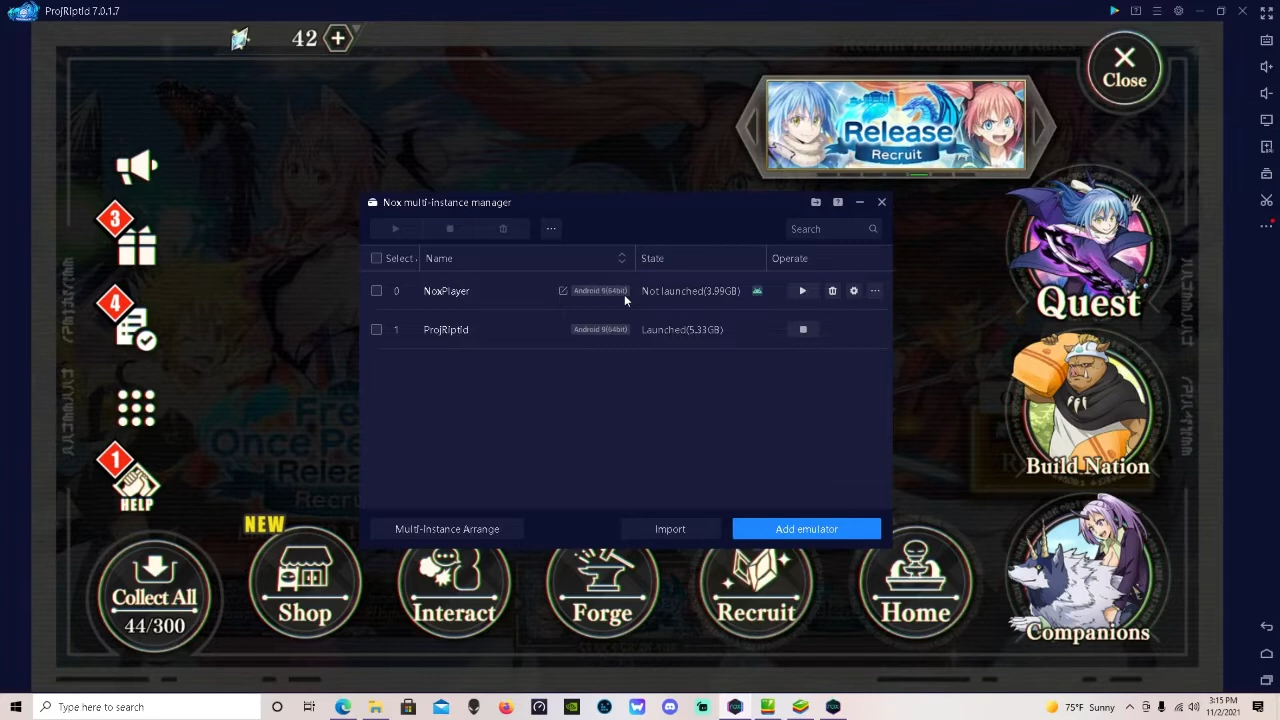 ProjRIptId 7.0.1.7
42
Close
Release
Recruit
3
4
1
HELP
Nox multi-instance manager
Search
Select
Name
State
Operate
0 NoxPlayer Android 9(64bit) Not launched(3.99GB)
1 ProjRIptId Android 9(64bit) Launched(5.33GB)
Multi-Instance Arrange
Import
Add emulator
Quest
Build Nation
Companions
NEW
Collect All
44/300
Shop
Interact
Forge
Recruit
Home
Type here to search
75°F Sunny
3:15 PM
11/2/2021